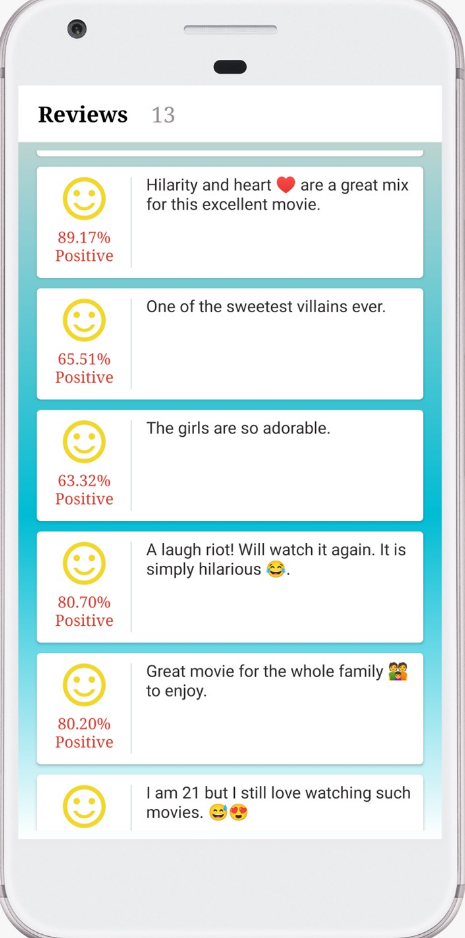 Reviews 13
Hilarity and heart ❤️ are a great mix
for this excellent movie.
89.17%
Positive
One of the sweetest villains ever.
65.51%
Positive
The girls are so adorable.
63.32%
Positive
A laugh riot! Will watch it again. It is
simply hilarious 😂.
80.70%
Positive
Great movie for the whole family 👨‍👩‍👧
to enjoy.
80.20%
Positive
I am 21 but I still love watching such
movies. 😅😍